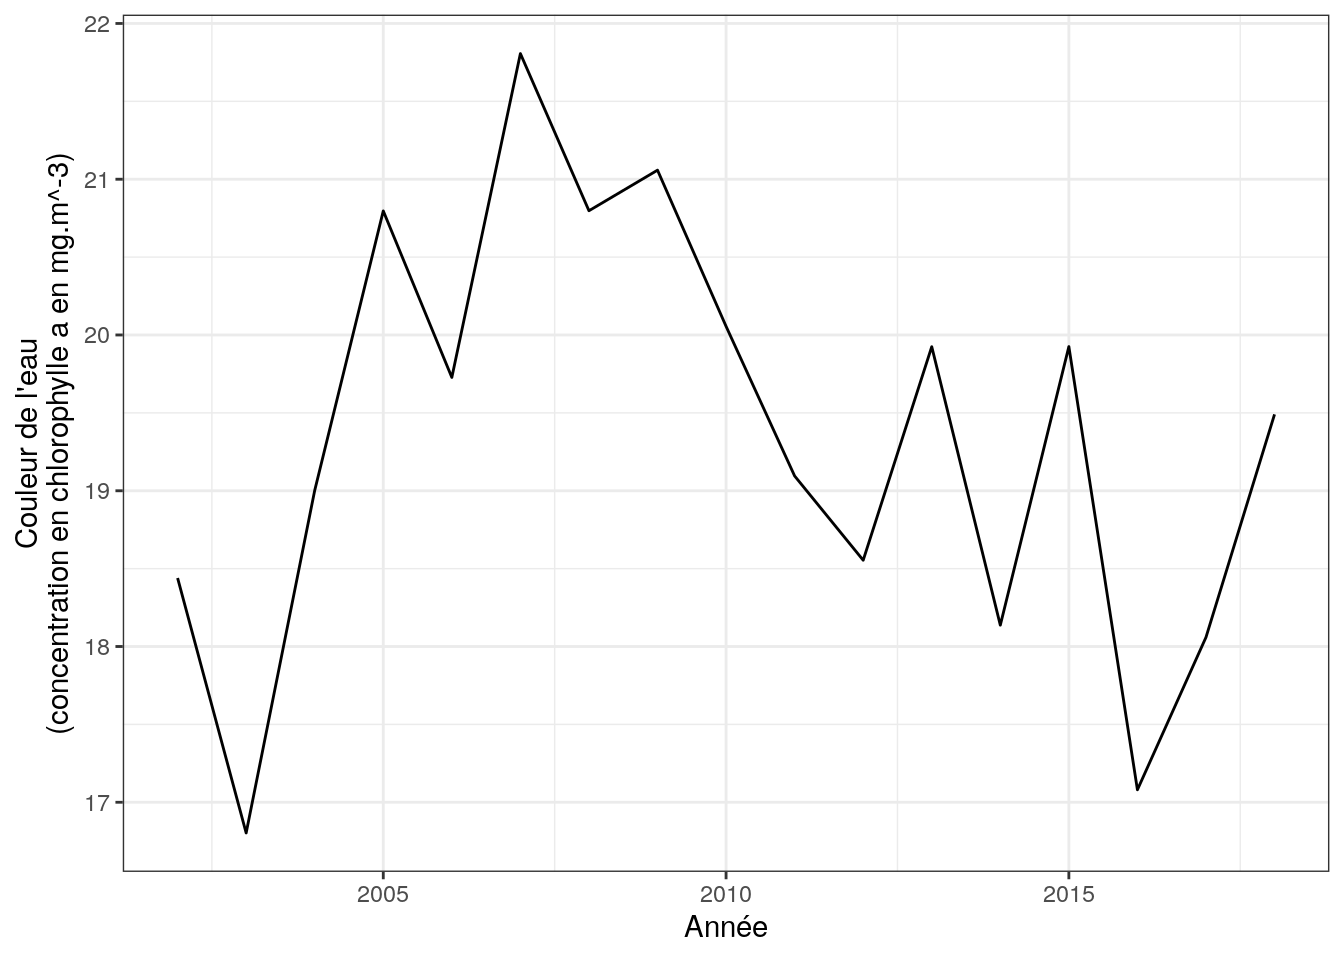 Couleur de l'eau
(concentration en chlorophylle a en mg.m^-3)
22
21
20
19
18
17
2005 2010 2015
Année